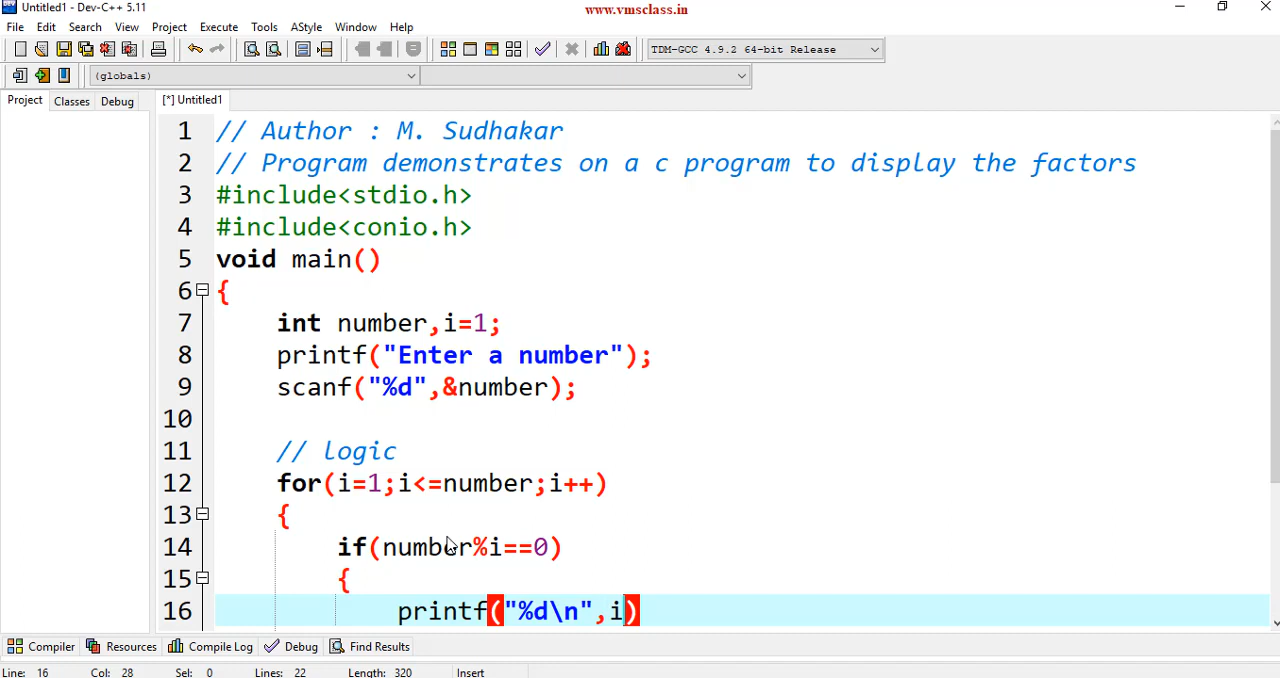 Untitled1 - Dev-C++ 5.11
www.vmsclass.in
File Edit Search View Project Execute Tools AStyle Window Help
TDM-GCC 4.9.2 64-bit Release
(globals)
Project Classes Debug [*] Untitled1
1 // Author : M. Sudhakar
2 // Program demonstrates on a c program to display the factors
3 #include<stdio.h>
4 #include<conio.h>
5 void main()
6 {
7 int number,i=1;
8 printf("Enter a number");
9 scanf("%d",&number);
10
11 // logic
12 for(i=1;i<=number;i++)
13 {
14 if(number%i==0)
15 {
16 printf("%d\n",i)
Compiler Resources Compile Log Debug Find Results
Line: 16 Col: 28 Sel: 0 Lines: 22 Length: 320 Insert